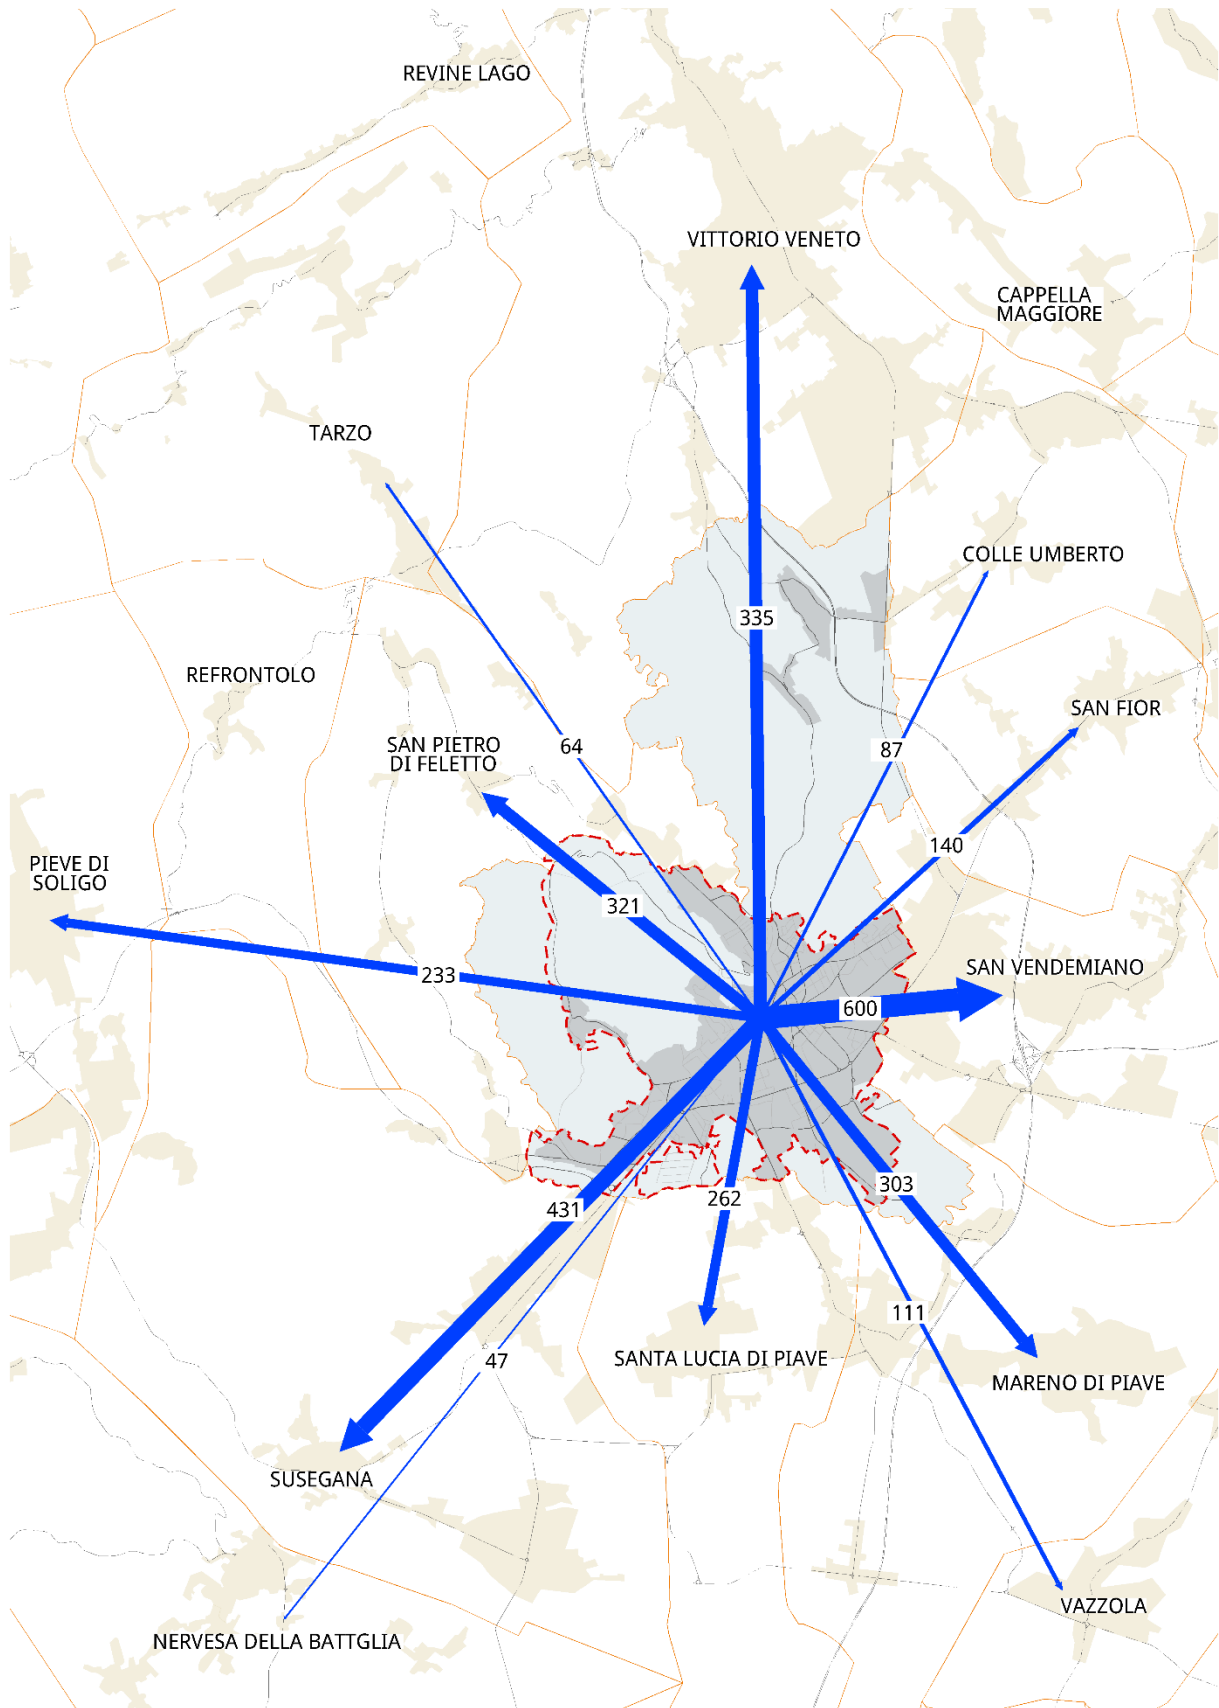 REVINE LAGO
VITTORIO VENETO
CAPPELLA
MAGGIORE
TARZO
COLLE UMBERTO
335
REFRONTOLO
SAN FIOR
SAN PIETRO
DI FELETTO
64
87
140
PIEVE DI
SOLIGO
321
233
SAN VENDEMIANO
600
303
262
431
111
47
SANTA LUCIA DI PIAVE
MARENO DI PIAVE
SUSEGANA
VAZZOLA
NERVESA DELLA BATTGLIA